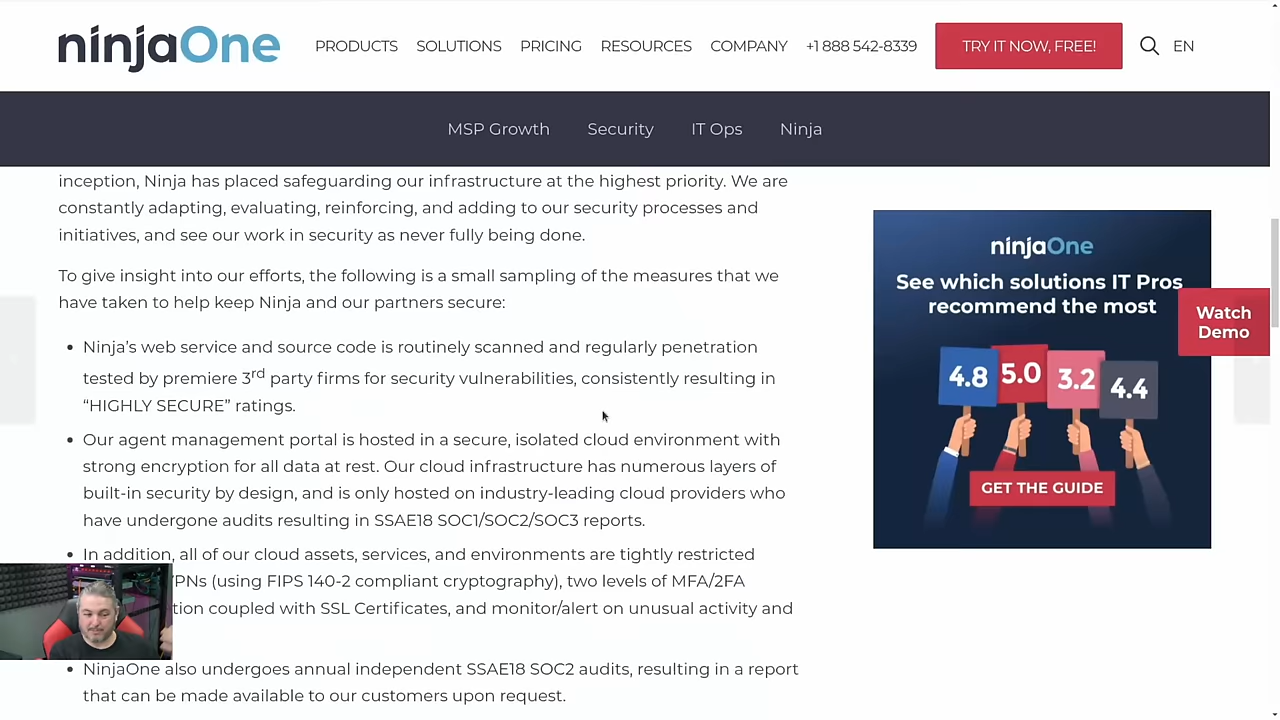 ninjaOne
PRODUCTS SOLUTIONS PRICING RESOURCES COMPANY +1 888 542-8339 TRY IT NOW, FREE! EN
MSP Growth Security IT Ops Ninja
inception, Ninja has placed safeguarding our infrastructure at the highest priority. We are
constantly adapting, evaluating, reinforcing, and adding to our security processes and
initiatives, and see our work in security as never fully being done.
To give insight into our efforts, the following is a small sampling of the measures that we
have taken to help keep Ninja and our partners secure:
Ninja’s web service and source code is routinely scanned and regularly penetration
tested by premiere 3rd party firms for security vulnerabilities, consistently resulting in
“HIGHLY SECURE” ratings.
Our agent management portal is hosted in a secure, isolated cloud environment with
strong encryption for all data at rest. Our cloud infrastructure has numerous layers of
built-in security by design, and is only hosted on industry-leading cloud providers who
have undergone audits resulting in SSAE18 SOC1/SOC2/SOC3 reports.
In addition, all of our cloud assets, services, and environments are tightly restricted
(using FIPS 140-2 compliant cryptography), two levels of MFA/2FA
coupled with SSL Certificates, and monitor/alert on unusual activity and
NinjaOne also undergoes annual independent SSAE18 SOC2 audits, resulting in a report
that can be made available to our customers upon request.
ninjaOne
See which solutions IT Pros
recommend the most
4.8 5.0 3.2 4.4
GET THE GUIDE
Watch
Demo